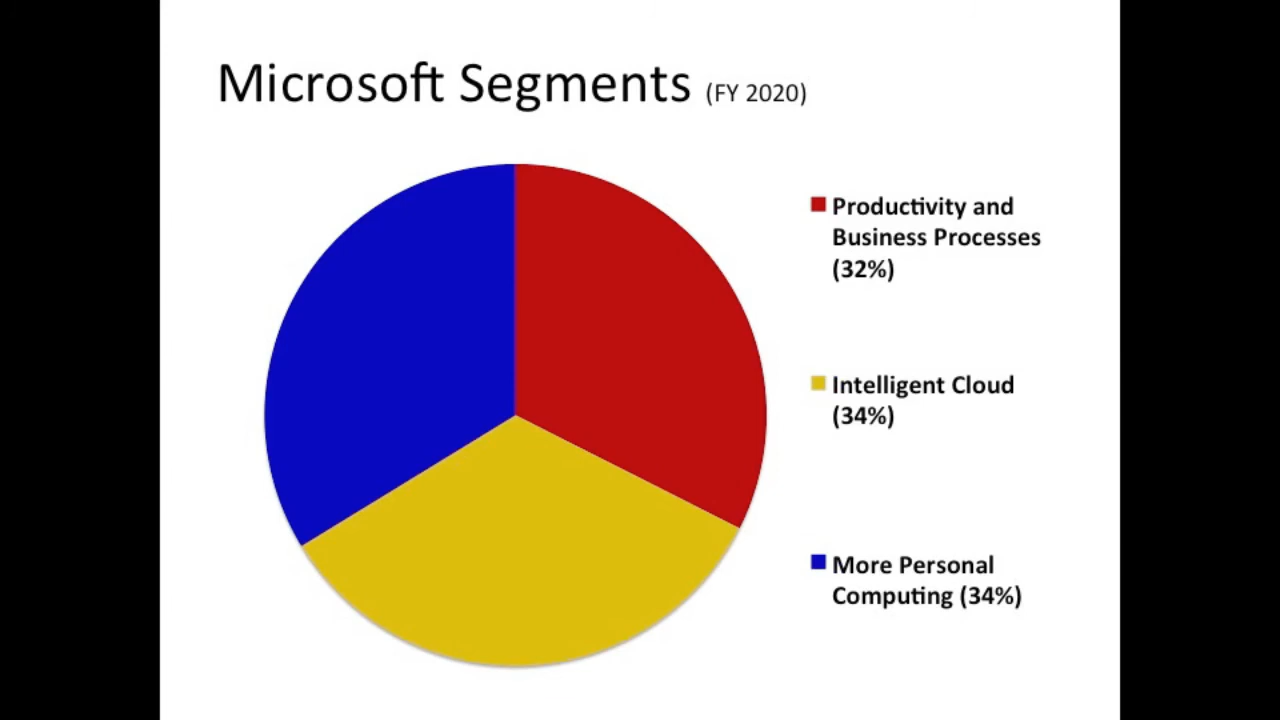 Microsoft Segments (FY 2020)
Productivity and
Business Processes
(32%)
Intelligent Cloud
(34%)
More Personal
Computing (34%)